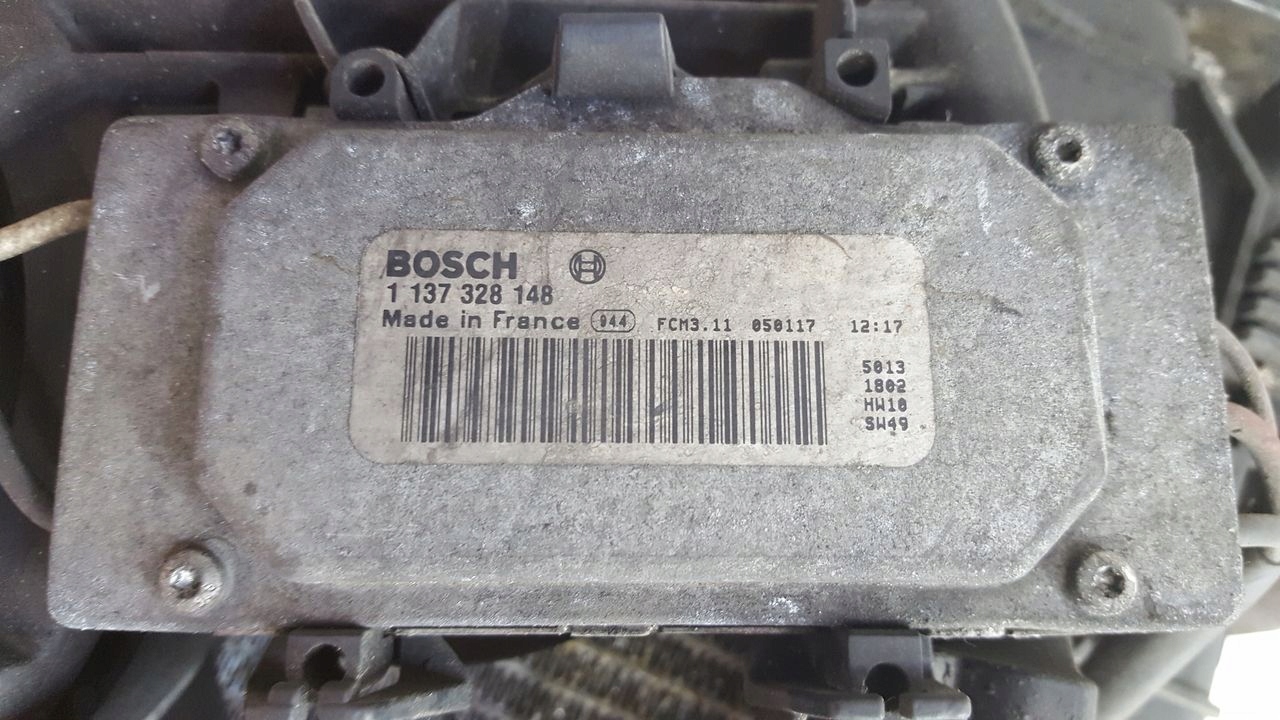 BOSCH
1 137 328 148
Made in France 944 FCM3.11 050117 12:17
5013
1802
HW10
SW49